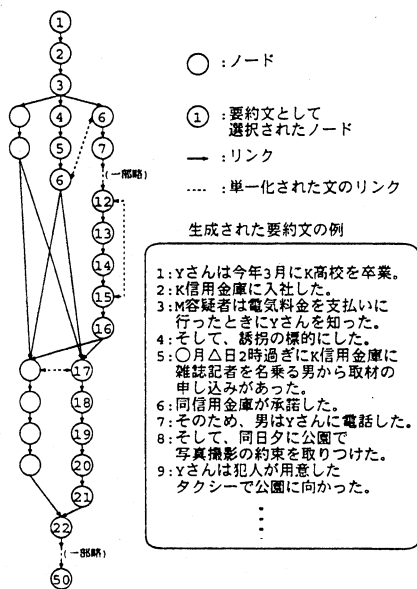 1
2
3
4
6
5
7
6
(一部略)
12
13
14
15
16
17
18
19
20
21
22
(一部略)
50
:ノード
1
:要約文として
選択されたノード
:リンク
:単一化された文のリンク
生成された要約文の例
1:Yさんは今年3月にK高校を卒業。
2:K信用金庫に入社した。
3:M容疑者は電気料金を支払いに
行ったときにYさんを知った。
4:そして、誘拐の標的にした。
5:〇月△日2時過ぎにK信用金庫に
雑誌記者を名乗る男から取材の
申し込みがあった。
6:同信用金庫が承諾した。
7:そのため、男はYさんに電話した。
8:そして、同日夕に公園で
写真撮影の約束を取りつけた。
9:Yさんは犯人が用意した
タクシーで公園に向かった。